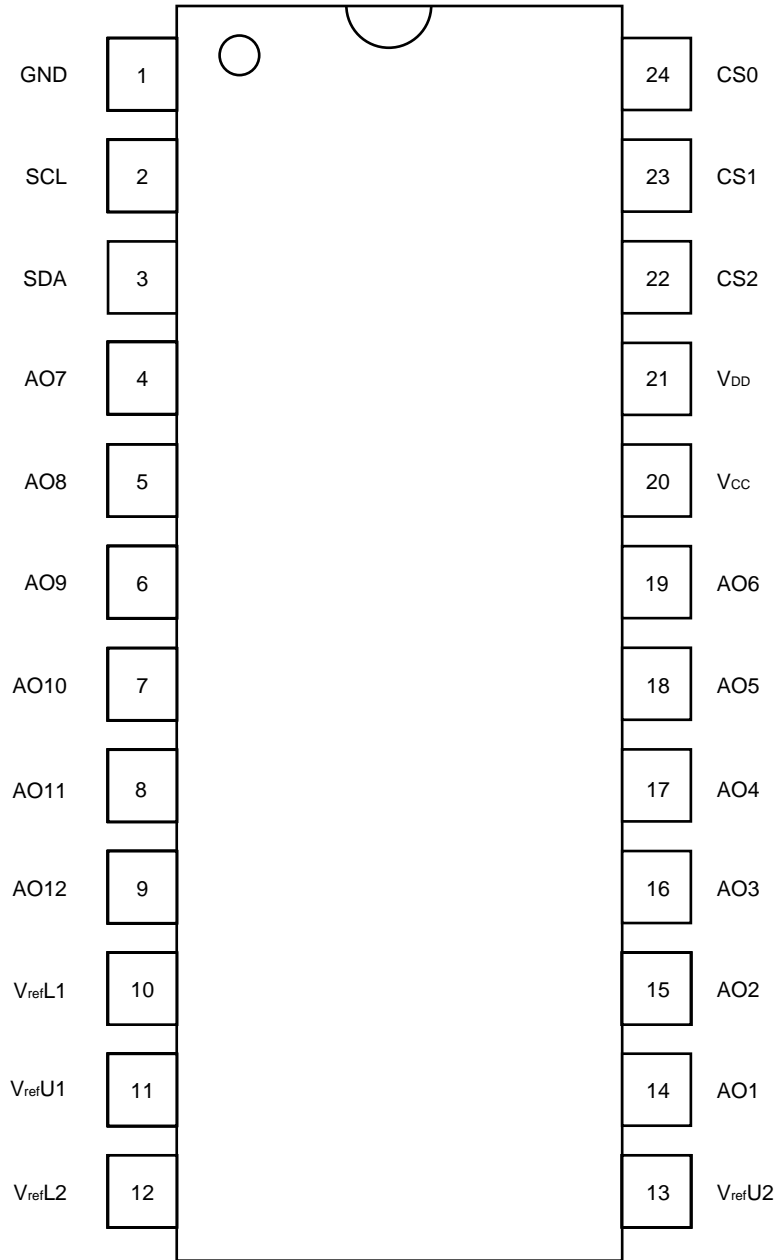 GND 1 24 CS0
SCL 2 23 CS1
SDA 3 22 CS2
AO7 4 21 VDD
AO8 5 20 VCC
AO9 6 19 AO6
AO10 7 18 AO5
AO11 8 17 AO4
AO12 9 16 AO3
VrefL1 10 15 AO2
VrefU1 11 14 AO1
VrefL2 12 13 VrefU2